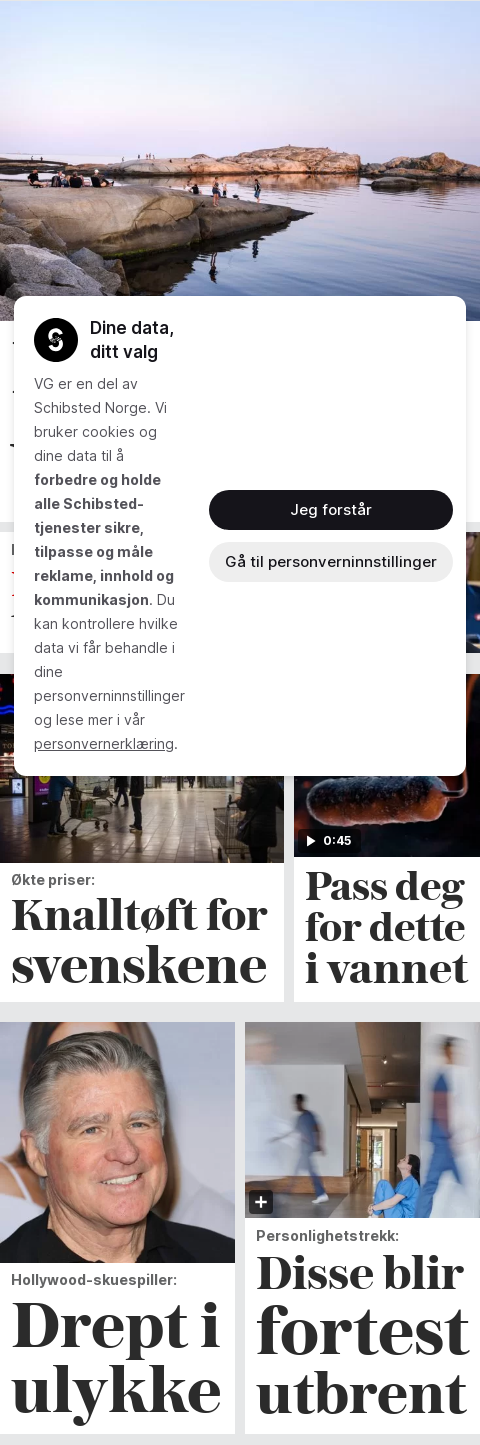 Dine data,
ditt valg
VG er en del av
Schibsted Norge. Vi
bruker cookies og
dine data til å
forbedre og holde
alle Schibsted-
tjenester sikre,
tilpasse og måle
reklame, innhold og
kommunikasjon. Du
kan kontrollere hvilke
data vi får behandle i
dine
personverninnstillinger
og lese mer i vår
personvernerklæring.
Jeg forstår
Gå til personverninnstillinger
0:45
Økte priser:
Knalltøft for
svenskene
Pass deg
for dette
i vannet
Hollywood-skuespiller:
Drept i
ulykke
Personlighetstrekk:
Disse blir
fortest
utbrent